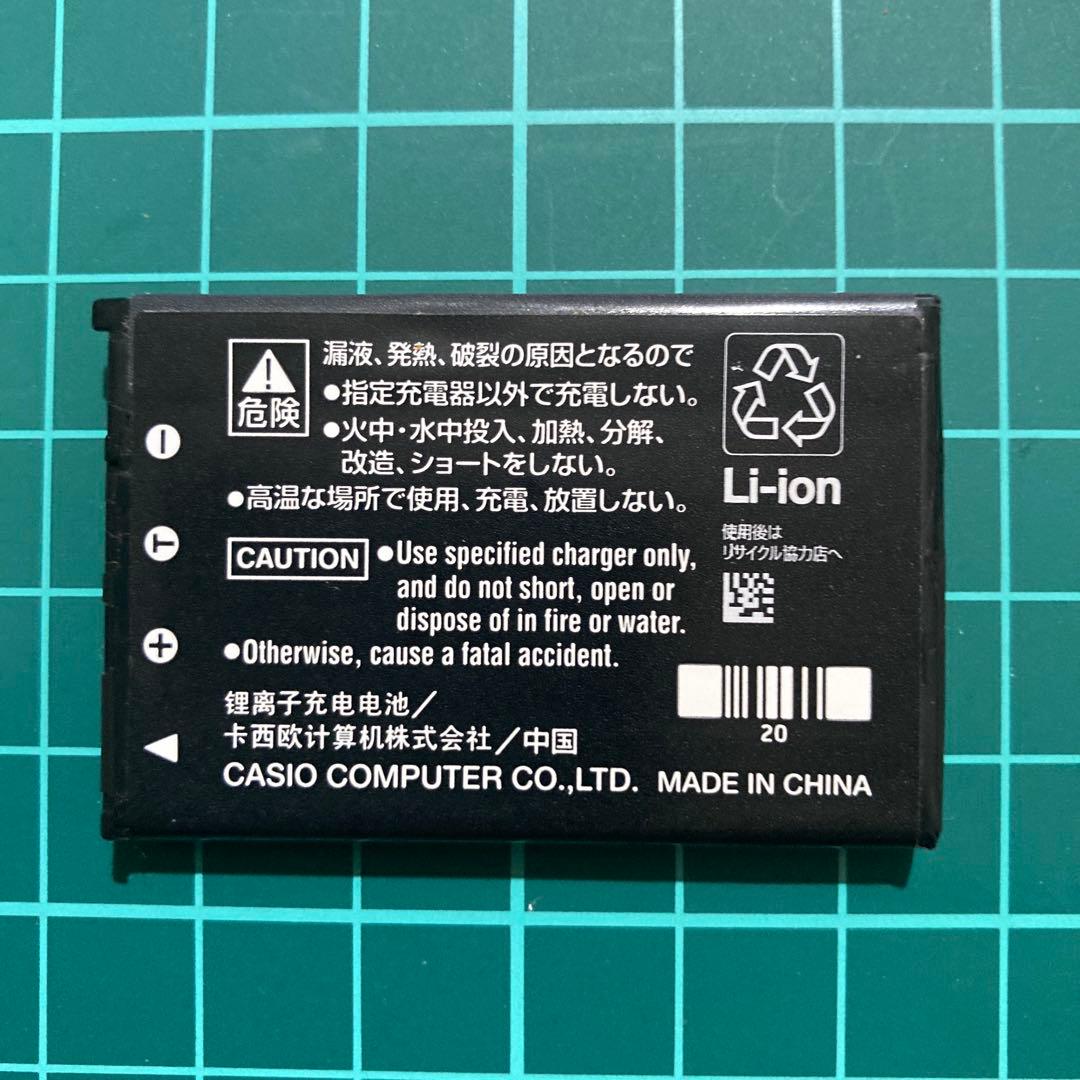 危険
漏液、発熱、破裂の原因となるので
●指定充電器以外で充電しない。
●火中・水中投入、加熱、分解、
改造、ショートをしない。
●高温な場所で使用、充電、放置しない。
CAUTION
●Use specified charger only,
and do not short, open or
dispose of in fire or water.
●Otherwise, cause a fatal accident.
锂离子充电电池／
卡西欧计算机株式会社／中国
CASIO COMPUTER CO.,LTD.
MADE IN CHINA
Li-ion
使用後は
リサイクル協力店へ
20
−
T
+